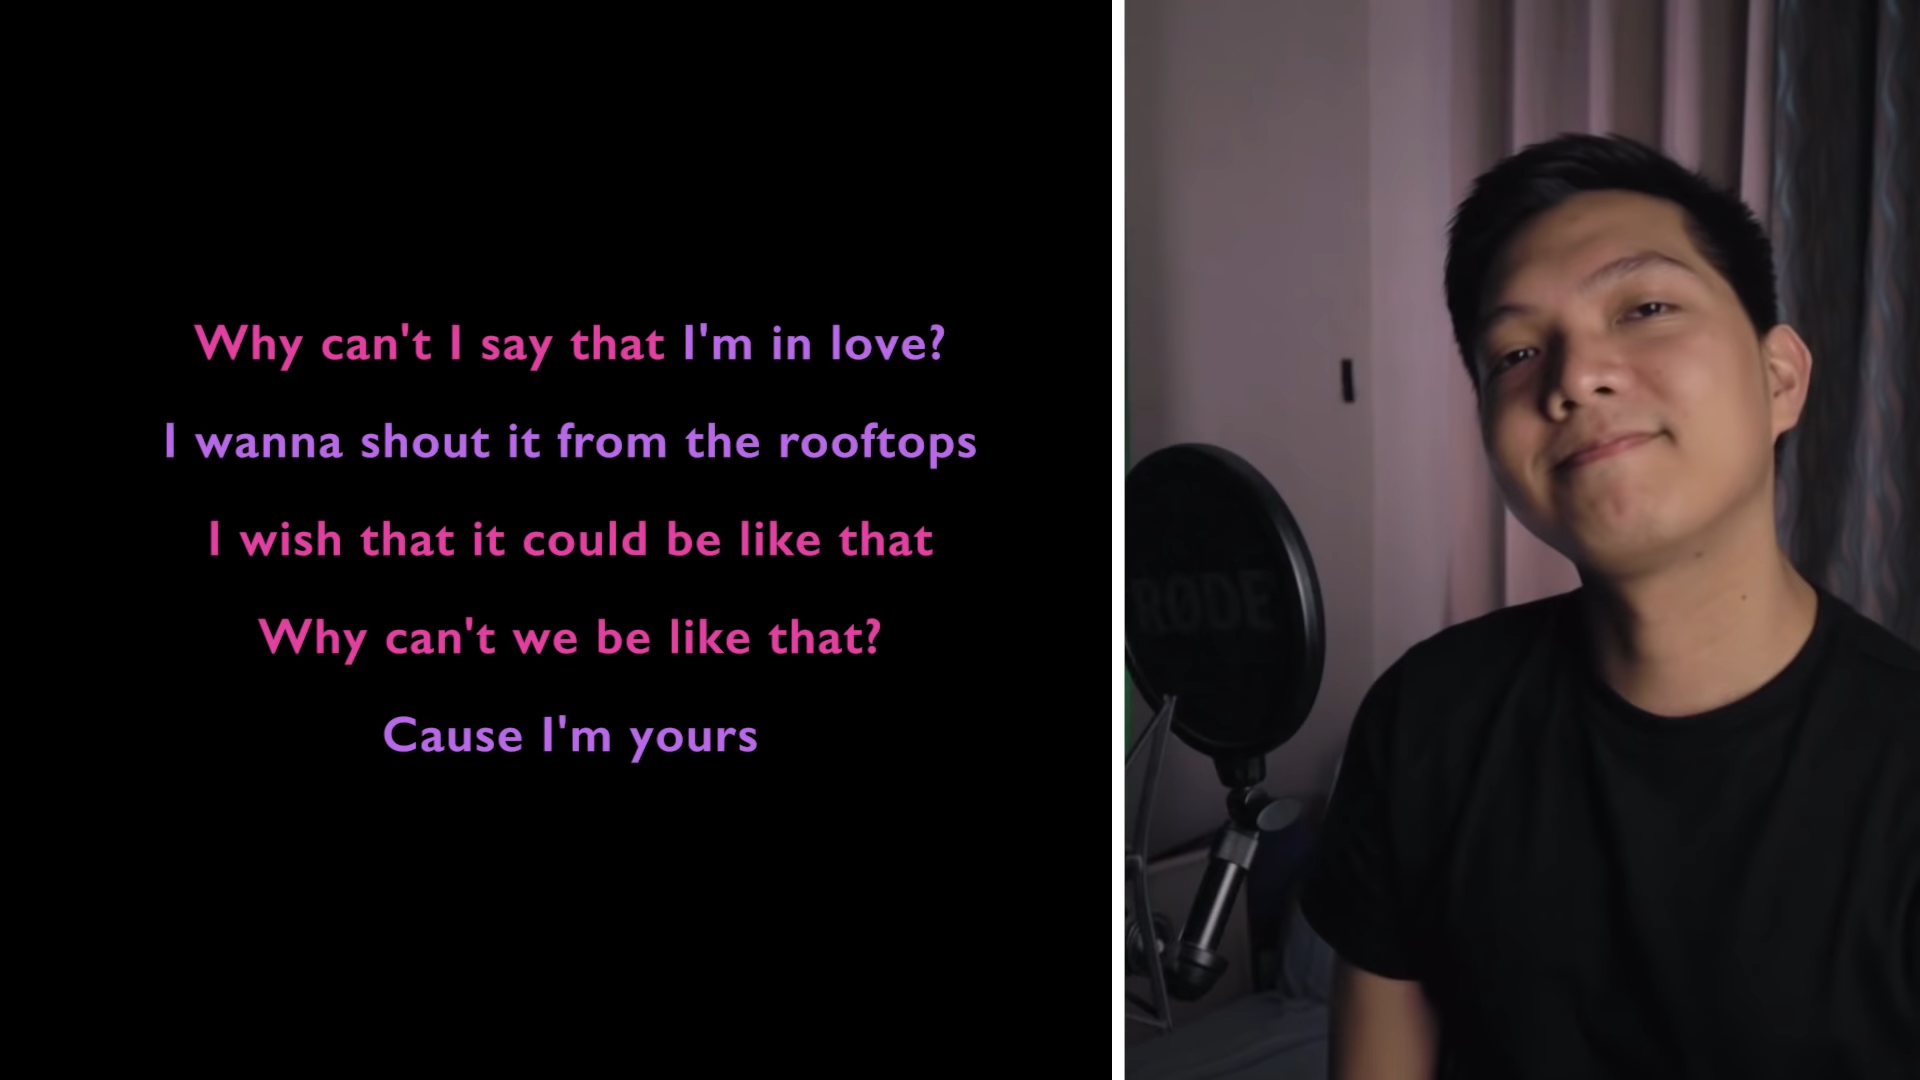 Why can't I say that I'm in love?
I wanna shout it from the rooftops
I wish that it could be like that
Why can't we be like that?
Cause I'm yours
RØDE